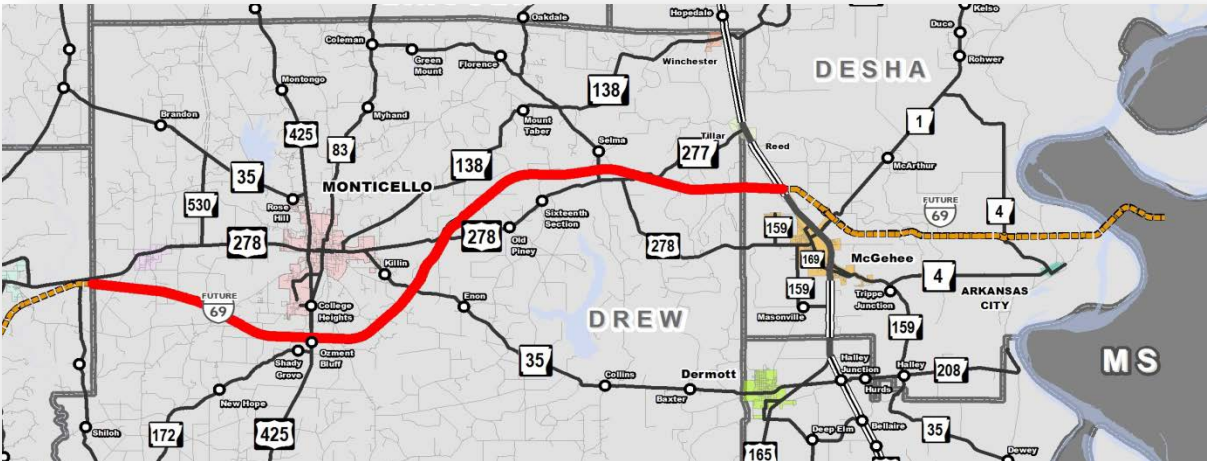 Oakdale
Hopedale
Kelso
Duce
Rohwer
Coleman
Green
Mount
Florence
Winchester
DESHA
Montongo
138
Myhand
Mount
Taber
Brandon
425
83
1
Selma
Tillar
Reed
277
McArthur
138
35
MONTICELLO
Rose
Hill
530
Sixteenth
Section
FUTURE
69
4
159
278
278
Old
Piney
278
McGehee
169
Killin
4
ARKANSAS
CITY
FUTURE
69
College
Heights
Enon
159
Trippe
Junction
Masonville
DREW
159
Ozment
Bluff
Shady
Grove
35
MS
Halley
Junction
Halley
208
Collins
Dermott
Hurds
New Hope
Baxter
Shiloh
172
425
Deep Elm
Bellaire
35
165
Dewey